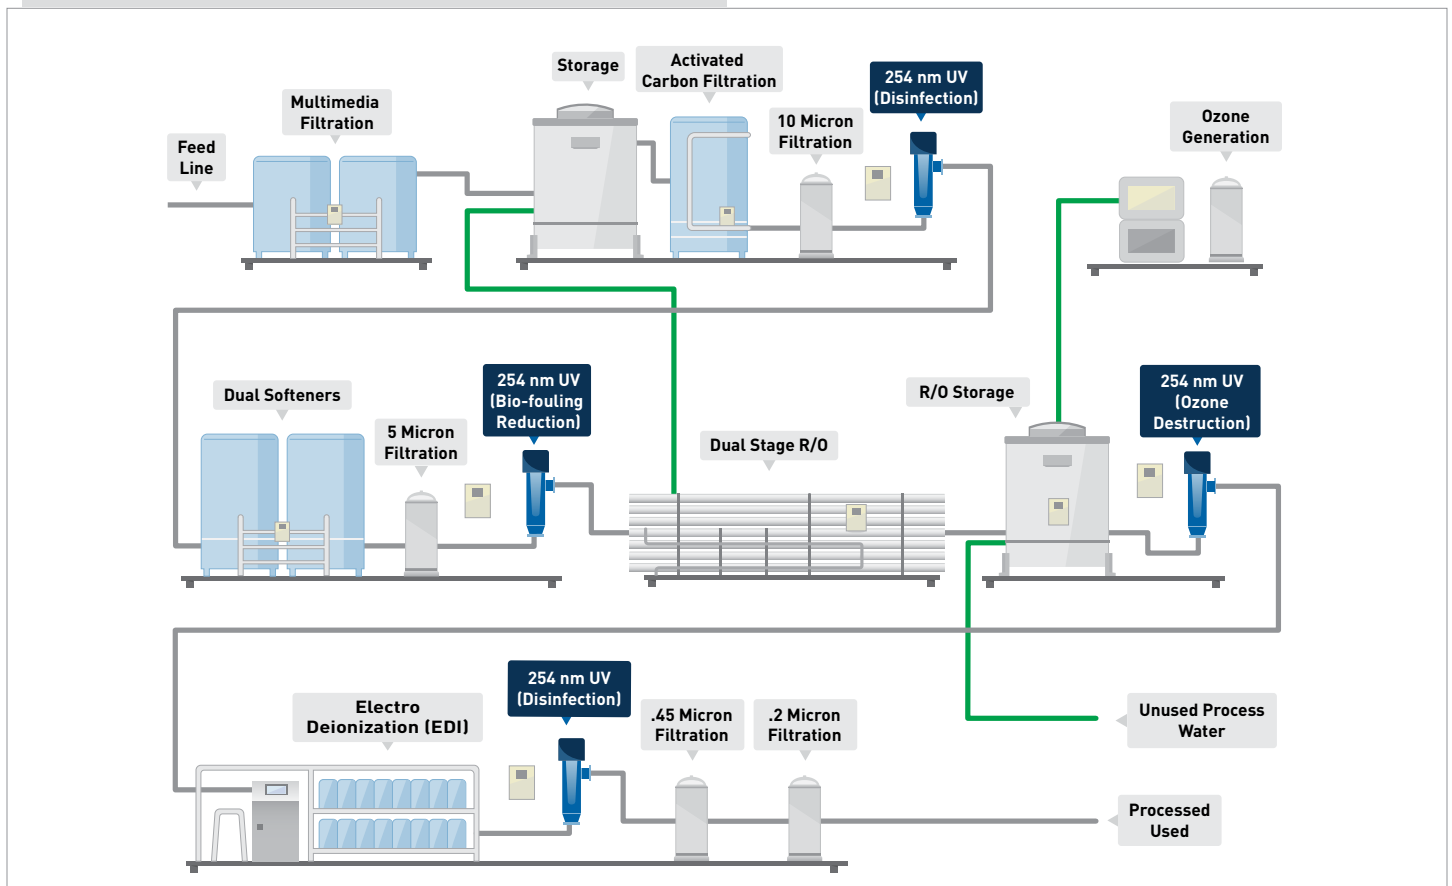 Feed
Line
Multimedia
Filtration
Storage
Activated
Carbon Filtration
10 Micron
Filtration
254 nm UV
(Disinfection)
Ozone
Generation
Dual Softeners
5 Micron
Filtration
254 nm UV
(Bio-fouling
Reduction)
Dual Stage R/O
R/O Storage
254 nm UV
(Ozone
Destruction)
Electro
Deionization (EDI)
254 nm UV
(Disinfection)
.45 Micron
Filtration
.2 Micron
Filtration
Unused Process
Water
Processed
Used